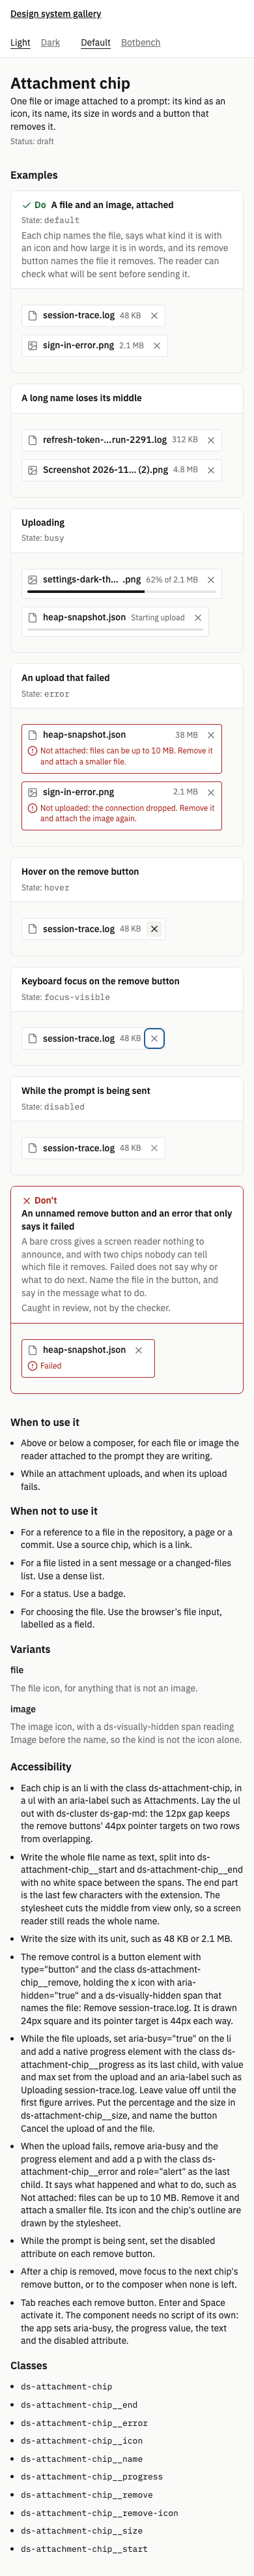 Design system gallery
Light Dark Default Botbench
Attachment chip
One file or image attached to a prompt: its kind as an
icon, its name, its size in words and a button that
removes it.
Status: draft
Examples
Do A file and an image, attached
State: default
Each chip names the file, says what kind it is with
an icon and how large it is in words, and its remove
button names the file it removes. The reader can
check what will be sent before sending it.
session-trace.log 48 KB
sign-in-error.png 2.1 MB
A long name loses its middle
refresh-token-…run-2291.log 312 KB
Screenshot 2026-11… (2).png 4.8 MB
Uploading
State: busy
settings-dark-th… .png 62% of 2.1 MB
heap-snapshot.json Starting upload
An upload that failed
State: error
heap-snapshot.json 38 MB
Not attached: files can be up to 10 MB. Remove it
and attach a smaller file.
sign-in-error.png 2.1 MB
Not uploaded: the connection dropped. Remove it
and attach the image again.
Hover on the remove button
State: hover
session-trace.log 48 KB
Keyboard focus on the remove button
State: focus-visible
session-trace.log 48 KB
While the prompt is being sent
State: disabled
session-trace.log 48 KB
Don't
An unnamed remove button and an error that only
says it failed
A bare cross gives a screen reader nothing to
announce, and with two chips nobody can tell
which file it removes. Failed does not say why or
what to do next. Name the file in the button, and
say in the message what to do.
Caught in review, not by the checker.
heap-snapshot.json
Failed
When to use it
Above or below a composer, for each file or image the
reader attached to the prompt they are writing.
While an attachment uploads, and when its upload
fails.
When not to use it
For a reference to a file in the repository, a page or a
commit. Use a source chip, which is a link.
For a file listed in a sent message or a changed-files
list. Use a dense list.
For a status. Use a badge.
For choosing the file. Use the browser's file input,
labelled as a field.
Variants
file
The file icon, for anything that is not an image.
image
The image icon, with a ds-visually-hidden span reading
Image before the name, so the kind is not the icon alone.
Accessibility
Each chip is an li with the class ds-attachment-chip, in
a ul with an aria-label such as Attachments. Lay the ul
out with ds-cluster ds-gap-md: the 12px gap keeps
the remove buttons' 44px pointer targets on two rows
from overlapping.
Write the whole file name as text, split into ds-
attachment-chip__start and ds-attachment-chip__end
with no white space between the spans. The end part
is the last few characters with the extension. The
stylesheet cuts the middle from view only, so a screen
reader still reads the whole name.
Write the size with its unit, such as 48 KB or 2.1 MB.
The remove control is a button element with
type="button" and the class ds-attachment-
chip__remove, holding the x icon with aria-
hidden="true" and a ds-visually-hidden span that
names the file: Remove session-trace.log. It is drawn
24px square and its pointer target is 44px each way.
While the file uploads, set aria-busy="true" on the li
and add a native progress element with the class ds-
attachment-chip__progress as its last child, with value
and max set from the upload and an aria-label such as
Uploading session-trace.log. Leave value off until the
first figure arrives. Put the percentage and the size in
ds-attachment-chip__size, and name the button
Cancel the upload of and the file.
When the upload fails, remove aria-busy and the
progress element and add a p with the class ds-
attachment-chip__error and role="alert" as the last
child. It says what happened and what to do, such as
Not attached: files can be up to 10 MB. Remove it and
attach a smaller file. Its icon and the chip's outline are
drawn by the stylesheet.
While the prompt is being sent, set the disabled
attribute on each remove button.
After a chip is removed, move focus to the next chip's
remove button, or to the composer when none is left.
Tab reaches each remove button. Enter and Space
activate it. The component needs no script of its own:
the app sets aria-busy, the progress value, the text
and the disabled attribute.
Classes
ds-attachment-chip
ds-attachment-chip__end
ds-attachment-chip__error
ds-attachment-chip__icon
ds-attachment-chip__name
ds-attachment-chip__progress
ds-attachment-chip__remove
ds-attachment-chip__remove-icon
ds-attachment-chip__size
ds-attachment-chip__start